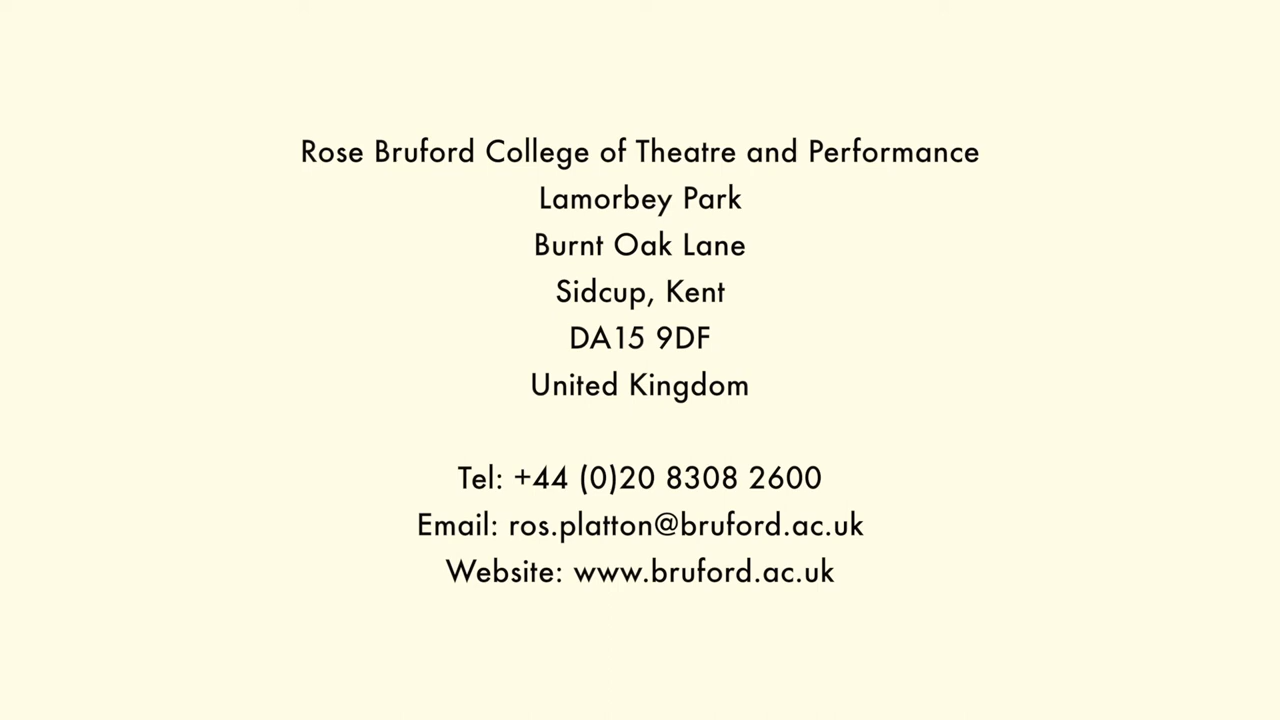 Rose Bruford College of Theatre and Performance
Lamorbey Park
Burnt Oak Lane
Sidcup, Kent
DA15 9DF
United Kingdom
Tel: +44 (0)20 8308 2600
Email: ros.platton@bruford.ac.uk
Website: www.bruford.ac.uk